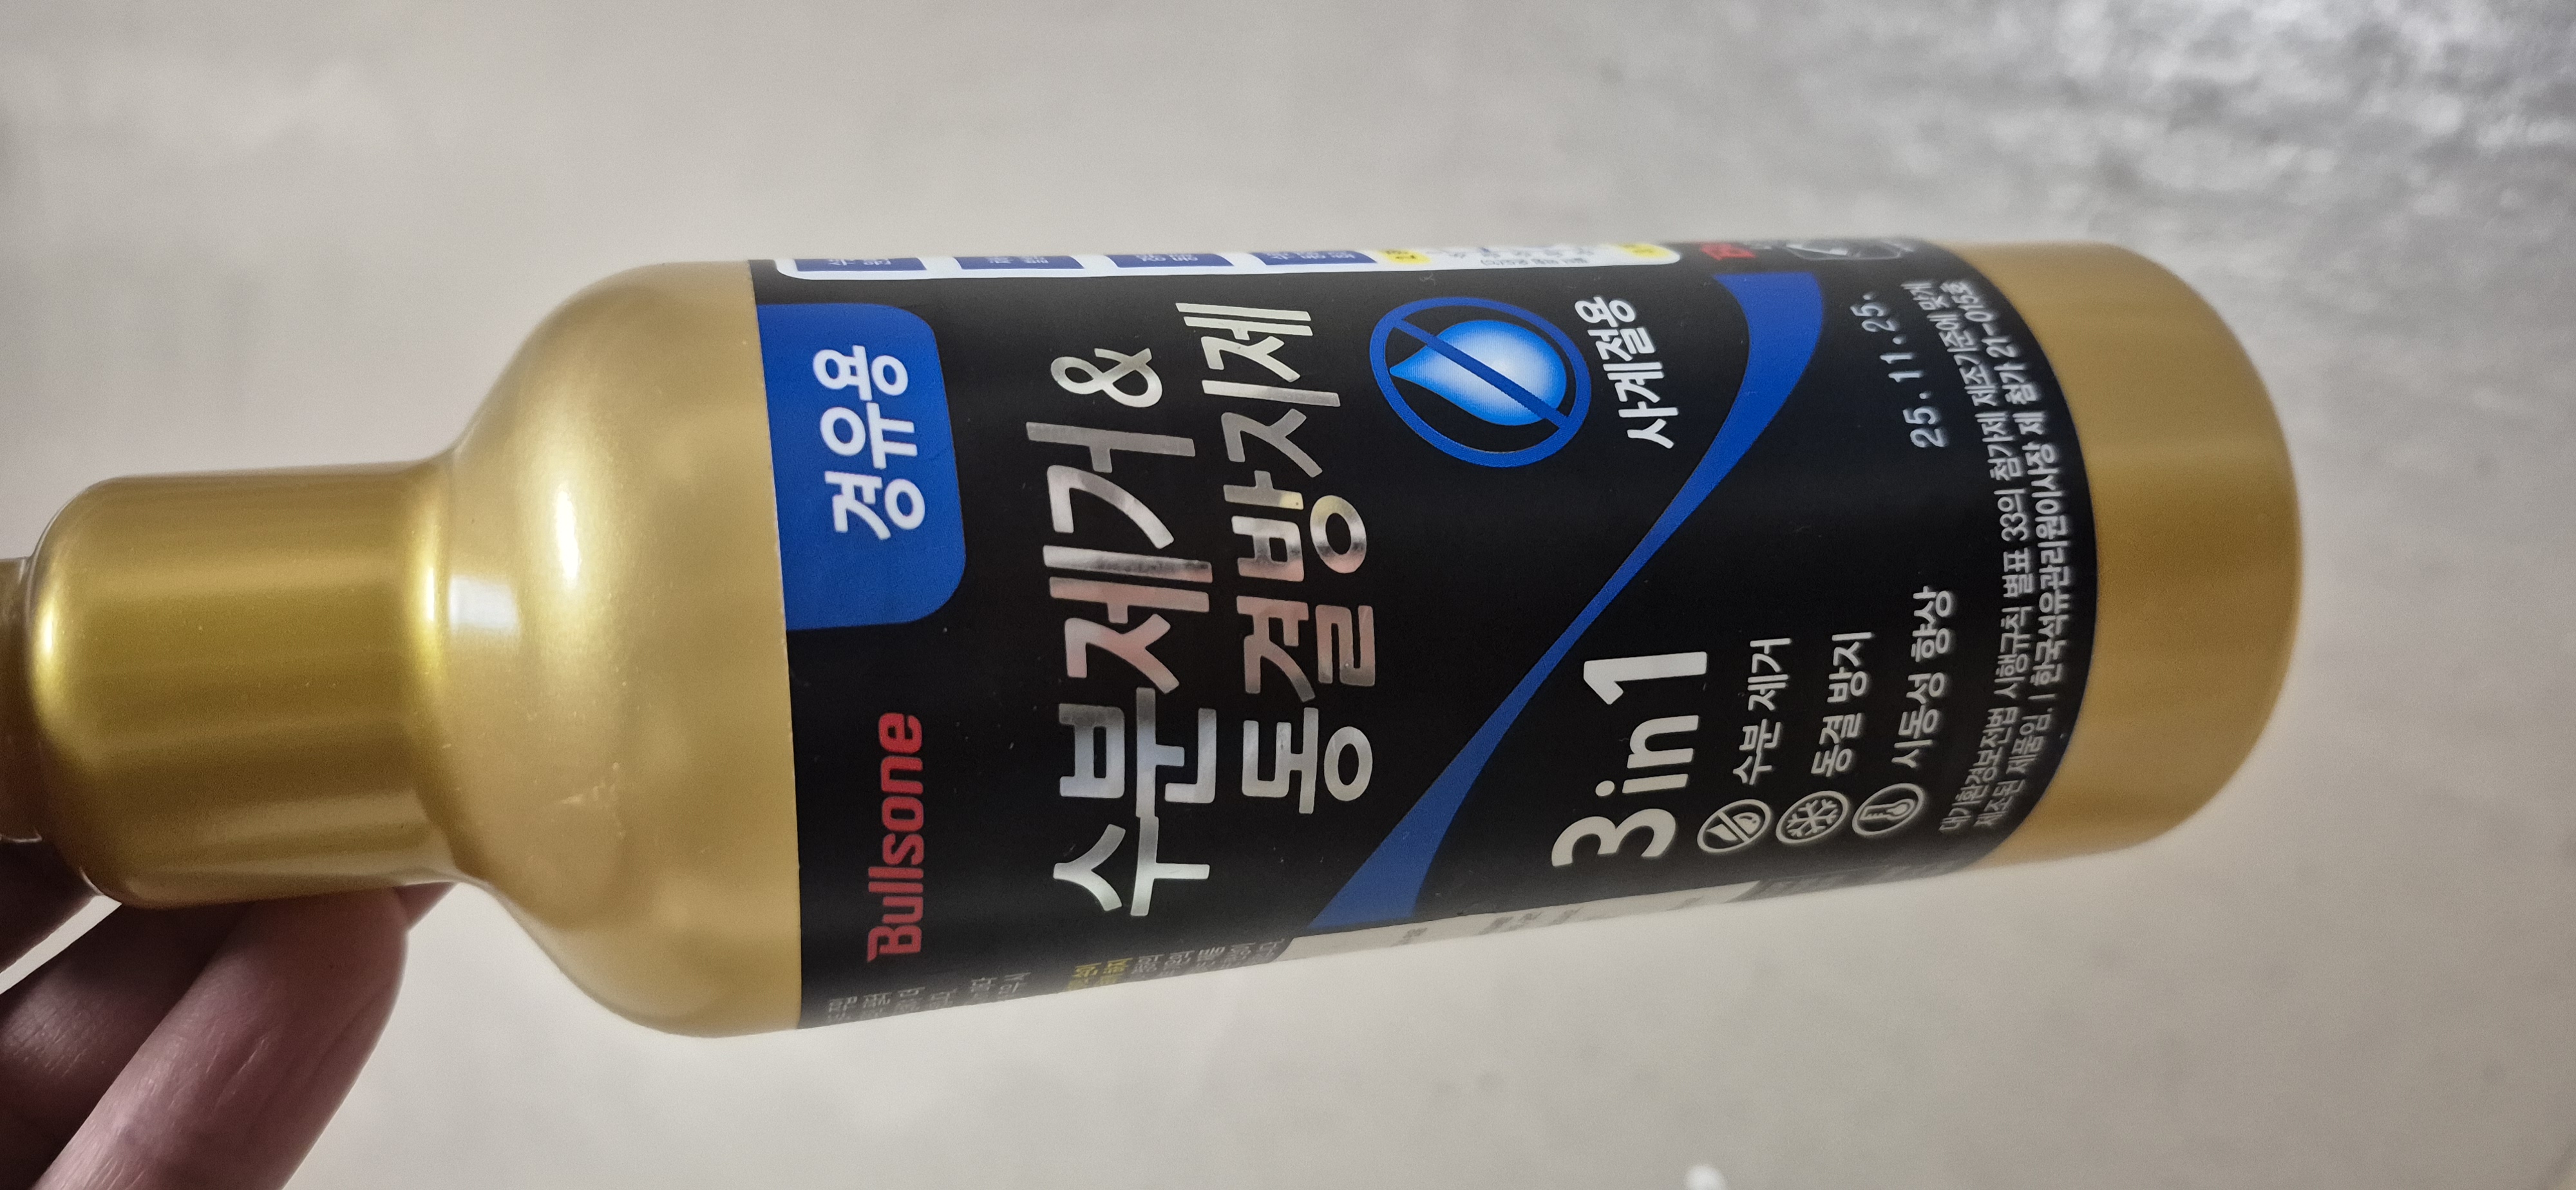 경유용
Bullsone
수분제거 &
동결방지제
사계절용
3in1
수분 제거
동결 방지
시동성 향상
25.11.25.
대기환경보전법 시행규칙 별표 33의 첨가제 제조기준에 맞게
제조된 제품임. | 한국석유관리원이사장 제 첨가 21-015호